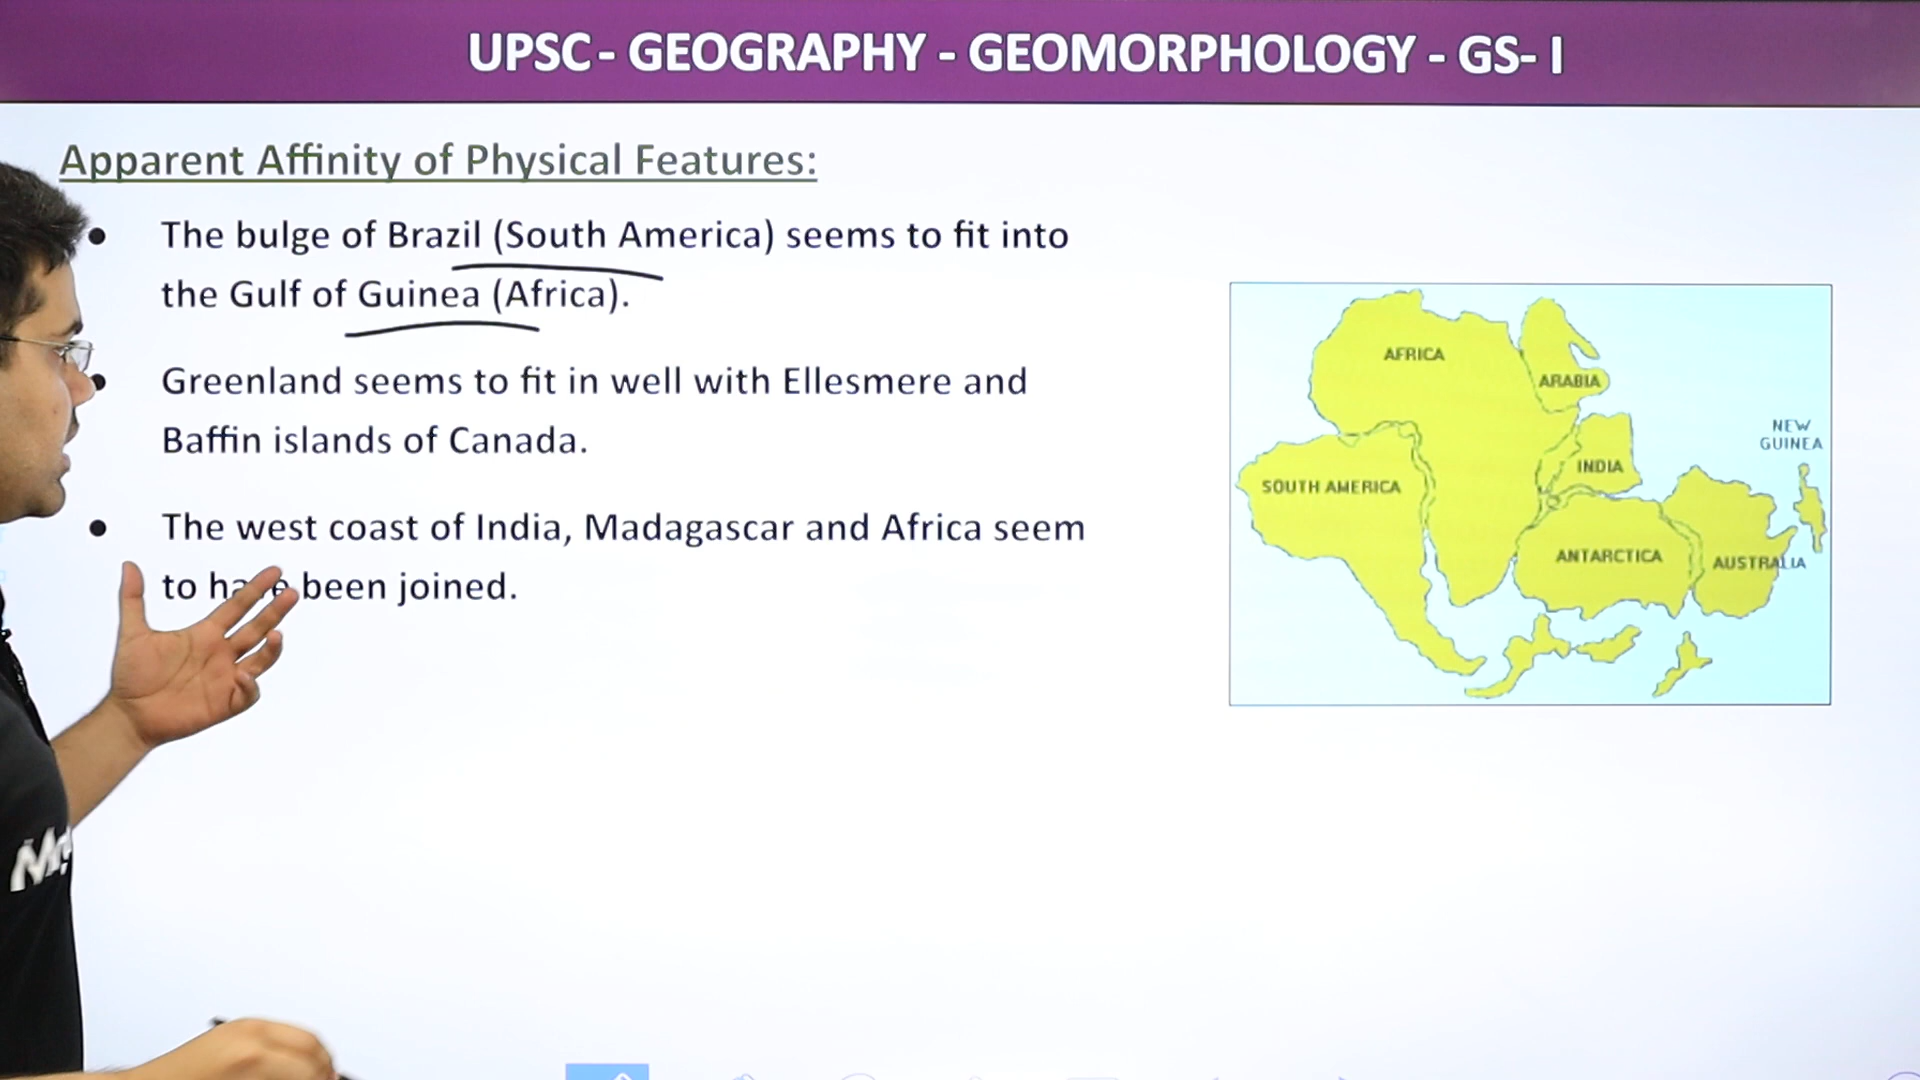 UPSC - GEOGRAPHY - GEOMORPHOLOGY - GS- I
Apparent Affinity of Physical Features:
● The bulge of Brazil (South America) seems to fit into
the Gulf of Guinea (Africa).
● Greenland seems to fit in well with Ellesmere and
Baffin islands of Canada.
● The west coast of India, Madagascar and Africa seem
to have been joined.
AFRICA
ARABIA
NEW
GUINEA
INDIA
SOUTH AMERICA
ANTARCTICA
AUSTRALIA